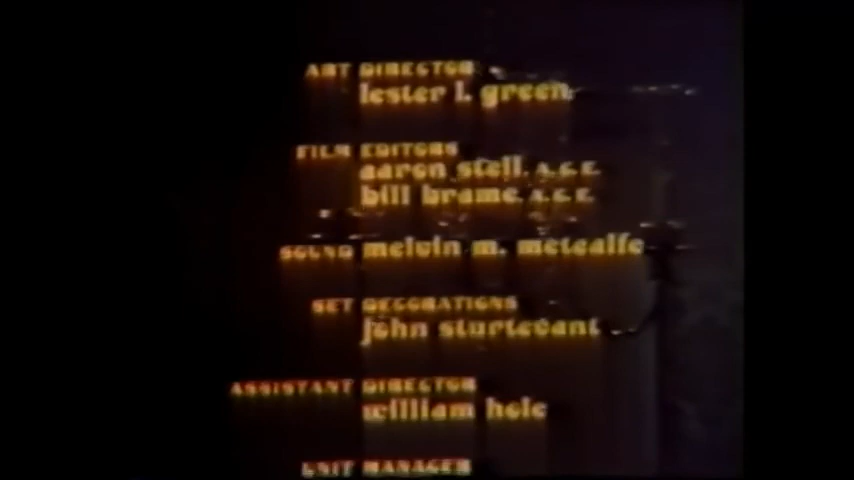 ART DIRECTOR
lester l. green
FILM EDITORS
aaron stell, A.C.E.
bill brame, A.C.E.
SOUND melvin m. metcalfe
SET DECORATIONS
john sturtevant
ASSISTANT DIRECTOR
william hole
UNIT MANAGER